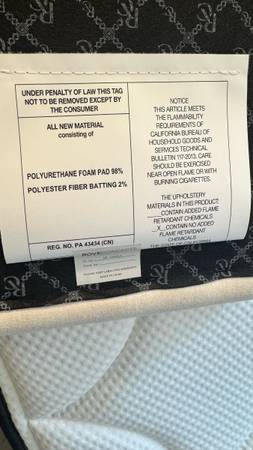 UNDER PENALTY OF LAW THIS TAG
NOT TO BE REMOVED EXCEPT BY
THE CONSUMER
ALL NEW MATERIAL
consisting of
POLYURETHANE FOAM PAD 98%
POLYESTER FIBER BATTING 2%
REG. NO. PA 43434 (CN)
NOTICE
THIS ARTICLE MEETS
THE FLAMMABILITY
REQUIREMENTS OF
CALIFORNIA BUREAU OF
HOUSEHOLD GOODS AND
SERVICES TECHNICAL
BULLETIN 117-2013. CARE
SHOULD BE EXERCISED
NEAR OPEN FLAME OR WITH
BURNING CIGARETTES.
THE UPHOLSTERY
MATERIALS IN THIS PRODUCT:
____CONTAIN ADDED FLAME
RETARDANT CHEMICALS
__X__CONTAIN NO ADDED
FLAME RETARDANT
CHEMICALS